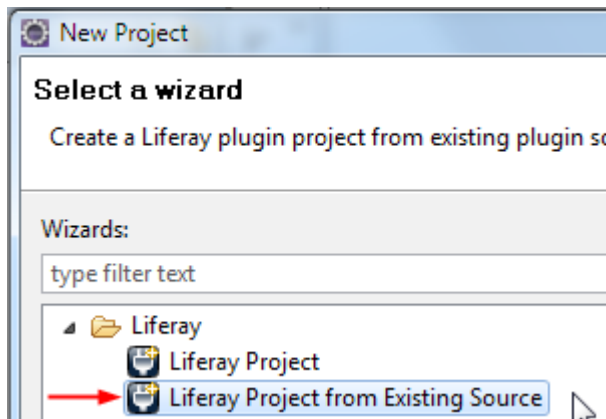 New Project
Select a wizard
Create a Liferay plugin project from existing plugin
Wizards:
type filter text
Liferay
Liferay Project
Liferay Project from Existing Source